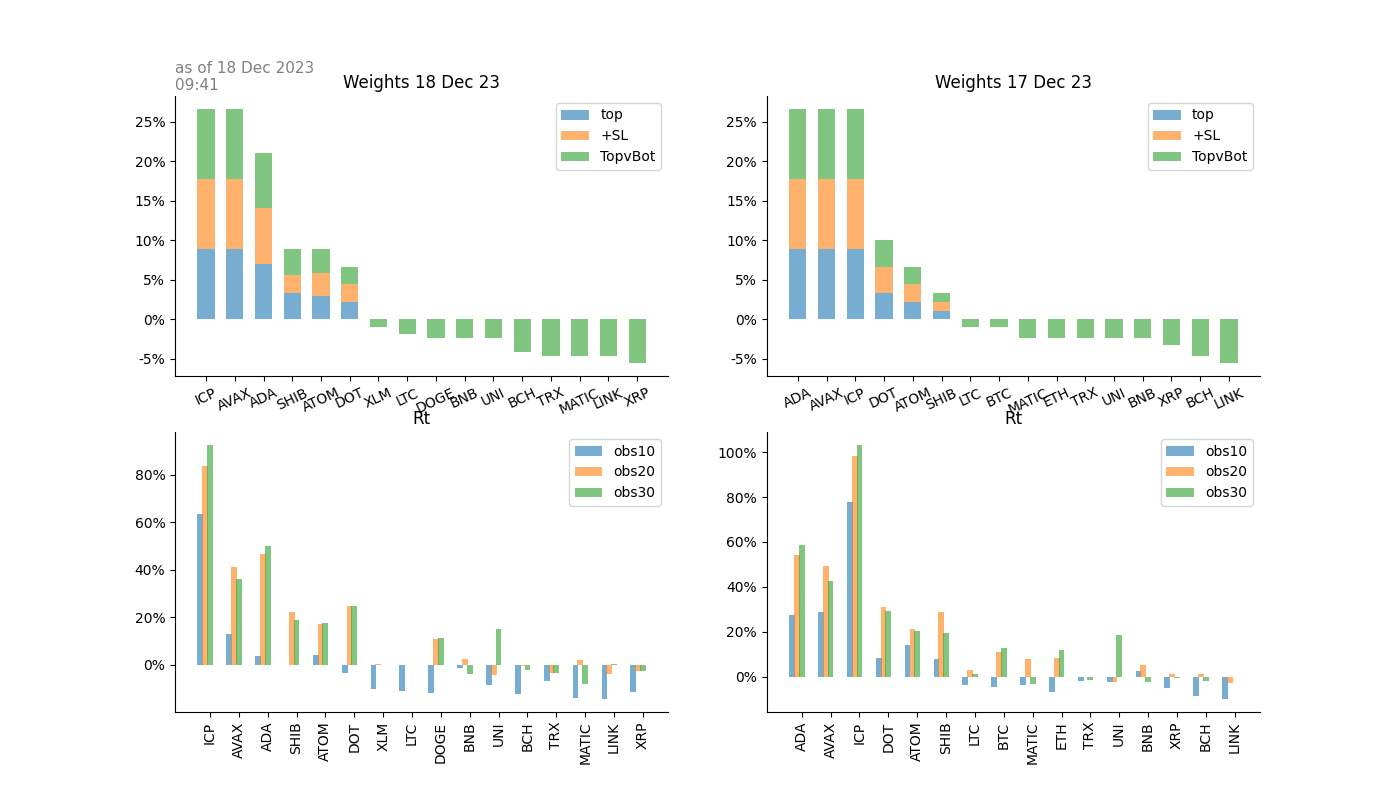 as of 18 Dec 2023
09:41
Weights 18 Dec 23
25%
20%
15%
10%
5%
0%
-5%
top
+SL
TopvBot
ICP AVAX ADA SHIB ATOM DOT XLM LTC DOGE BNB UNI BCH TRX MATIC LINK XRP
Weights 17 Dec 23
25%
20%
15%
10%
5%
0%
-5%
top
+SL
TopvBot
ADA AVAX ICP DOT ATOM SHIB LTC BTC MATIC ETH TRX UNI BNB XRP BCH LINK
Rt
80%
60%
40%
20%
0%
obs10
obs20
obs30
ICP AVAX ADA SHIB ATOM DOT XLM LTC DOGE BNB UNI BCH TRX MATIC LINK XRP
Rt
100%
80%
60%
40%
20%
0%
obs10
obs20
obs30
ADA AVAX ICP DOT ATOM SHIB LTC BTC MATIC ETH TRX UNI BNB XRP BCH LINK